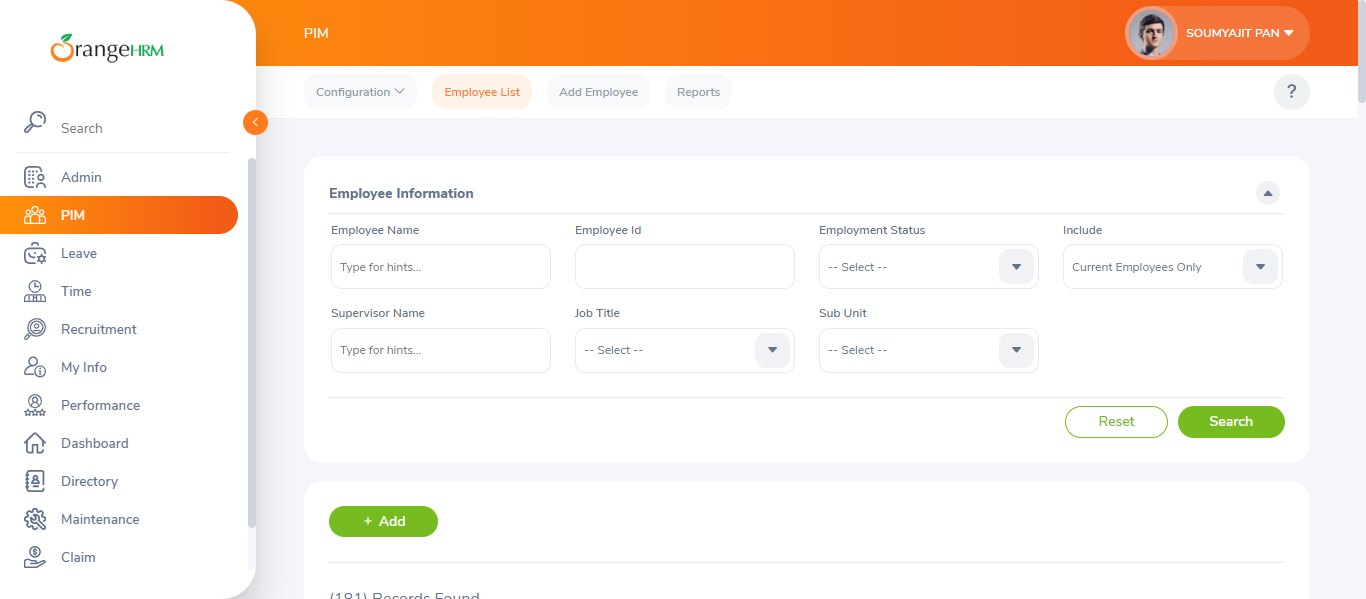 OrangeHRM
Search
Admin
PIM
Leave
Time
Recruitment
My Info
Performance
Dashboard
Directory
Maintenance
Claim
PIM
SOUMYAJIT PAN
Configuration
Employee List
Add Employee
Reports
?
Employee Information
Employee Name
Employee Id
Employment Status
Include
Type for hints...
-- Select --
Current Employees Only
Supervisor Name
Job Title
Sub Unit
Type for hints...
-- Select --
-- Select --
Reset
Search
+ Add
(181) Records Found